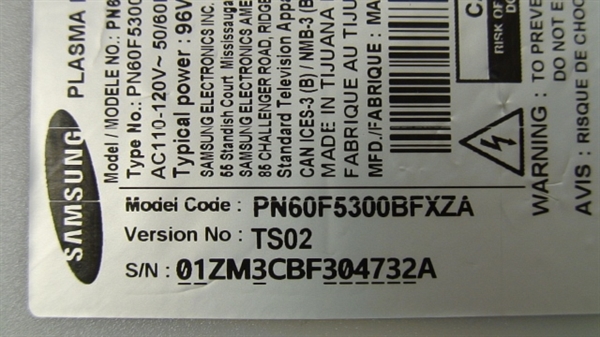 SAMSUNG
PLASMA
Model / MODELE NO.: PN6
Type No.: PN60F5300
AC110-120V~ 50/60
Typical power : 96W
SAMSUNG ELECTRONICS INC.
55 Standish Court Mississauga
SAMSUNG ELECTRONICS AME
85 CHALLENGER ROAD, RIDGE
Standard Television Appa
CAN ICES-3 (B) / NMB-3 (B
MADE IN TIJUANA
FABRIQUE AU TIJUAN
MFD./FABRIQUE : MA
RISK OF
WARNING : TO PREVE
DO NOT E
AVIS : RISQUE DE CHOC
Model Code : PN60F5300BFXZA
Version No : TS02
S/N : 01ZM3CBF304732A